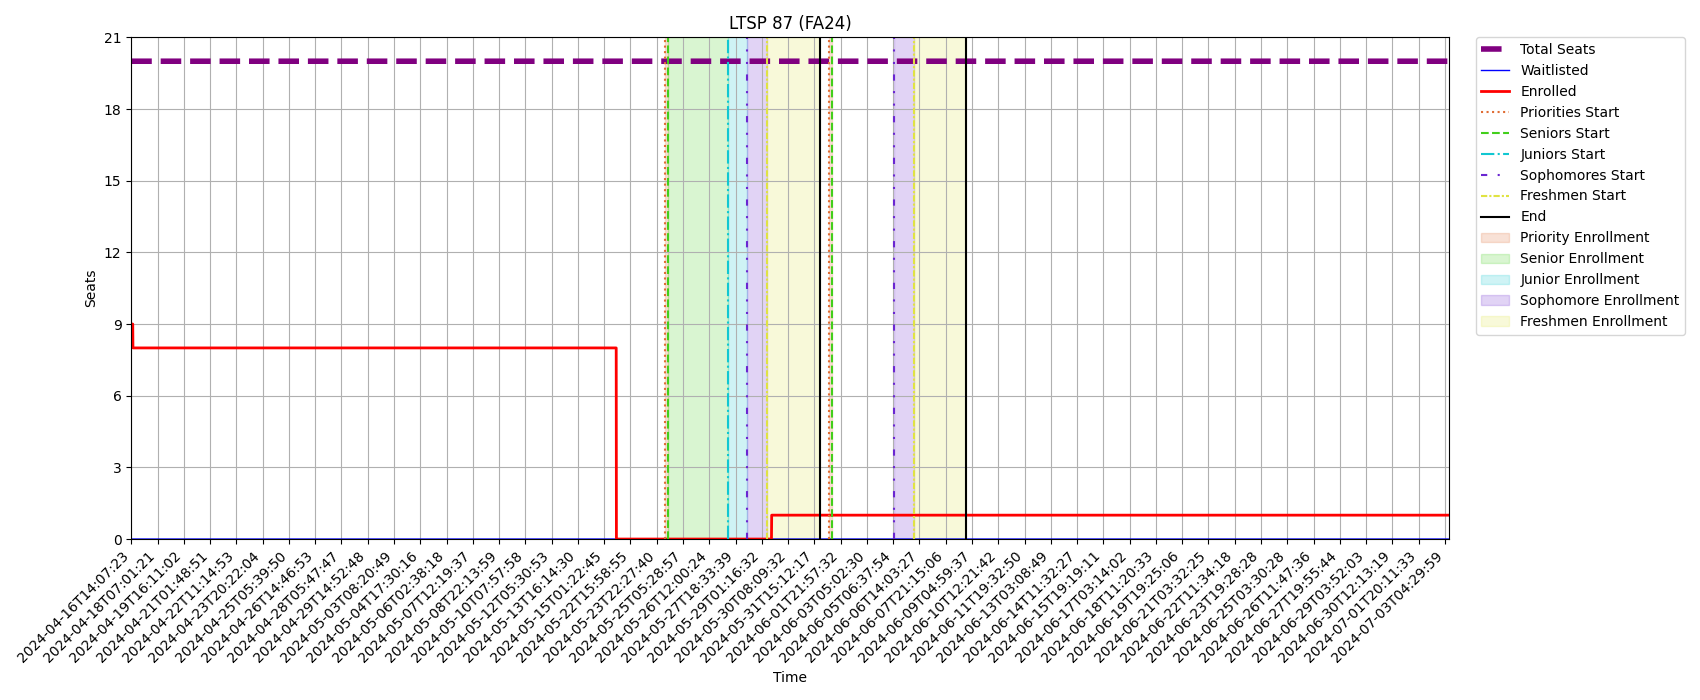 LTSP 87 (FA24)
21
18
15
12
9
6
3
0
Seats
2024-04-16T14:07:23
2024-04-18T07:01:21
2024-04-19T16:11:02
2024-04-21T01:48:51
2024-04-22T11:14:53
2024-04-23T20:22:04
2024-04-25T05:39:50
2024-04-26T14:46:53
2024-04-28T05:47:47
2024-04-29T14:52:48
2024-05-03T08:20:49
2024-05-04T17:30:16
2024-05-06T02:38:18
2024-05-07T12:19:37
2024-05-08T22:13:59
2024-05-10T07:57:58
2024-05-12T05:30:53
2024-05-13T16:14:30
2024-05-15T01:22:45
2024-05-22T15:58:55
2024-05-23T22:27:40
2024-05-25T05:28:57
2024-05-26T12:00:24
2024-05-27T18:33:39
2024-05-29T01:16:32
2024-05-30T08:09:32
2024-05-31T15:12:17
2024-06-01T21:57:32
2024-06-03T05:02:30
2024-06-05T06:37:54
2024-06-06T14:03:27
2024-06-07T21:15:06
2024-06-09T04:59:37
2024-06-10T12:21:42
2024-06-11T19:32:50
2024-06-13T03:08:49
2024-06-14T11:32:27
2024-06-15T19:19:11
2024-06-17T03:14:02
2024-06-18T11:20:33
2024-06-19T19:25:06
2024-06-21T03:32:25
2024-06-22T11:34:18
2024-06-23T19:28:28
2024-06-25T03:30:28
2024-06-26T11:47:36
2024-06-27T19:55:44
2024-06-29T03:52:03
2024-06-30T12:13:19
2024-07-01T20:11:33
2024-07-03T04:29:59
Time
Total Seats
Waitlisted
Enrolled
Priorities Start
Seniors Start
Juniors Start
Sophomores Start
Freshmen Start
End
Priority Enrollment
Senior Enrollment
Junior Enrollment
Sophomore Enrollment
Freshmen Enrollment